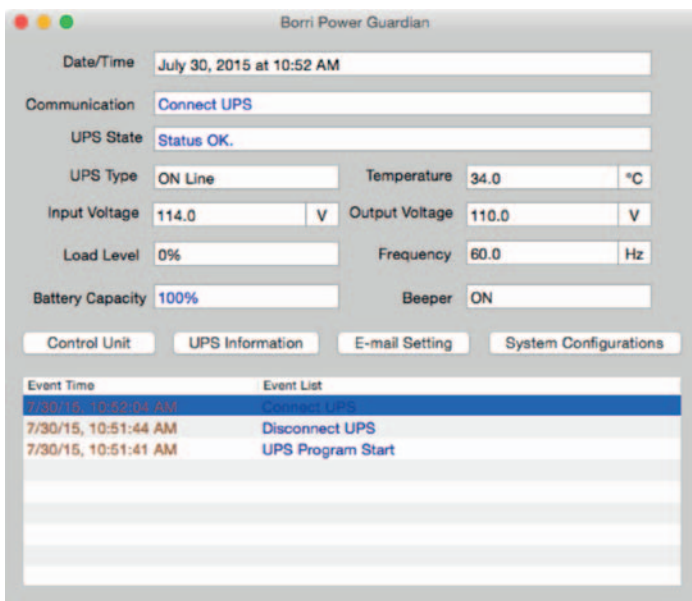 Borri Power Guardian
Date/Time July 30, 2015 at 10:52 AM
Communication Connect UPS
UPS State Status OK.
UPS Type ON Line Temperature 34.0 °C
Input Voltage 114.0 V Output Voltage 110.0 V
Load Level 0% Frequency 60.0 Hz
Battery Capacity 100% Beeper ON
Control Unit UPS Information E-mail Setting System Configurations
Event Time Event List
7/30/15, 10:52:04 AM Connect UPS
7/30/15, 10:51:44 AM Disconnect UPS
7/30/15, 10:51:41 AM UPS Program Start